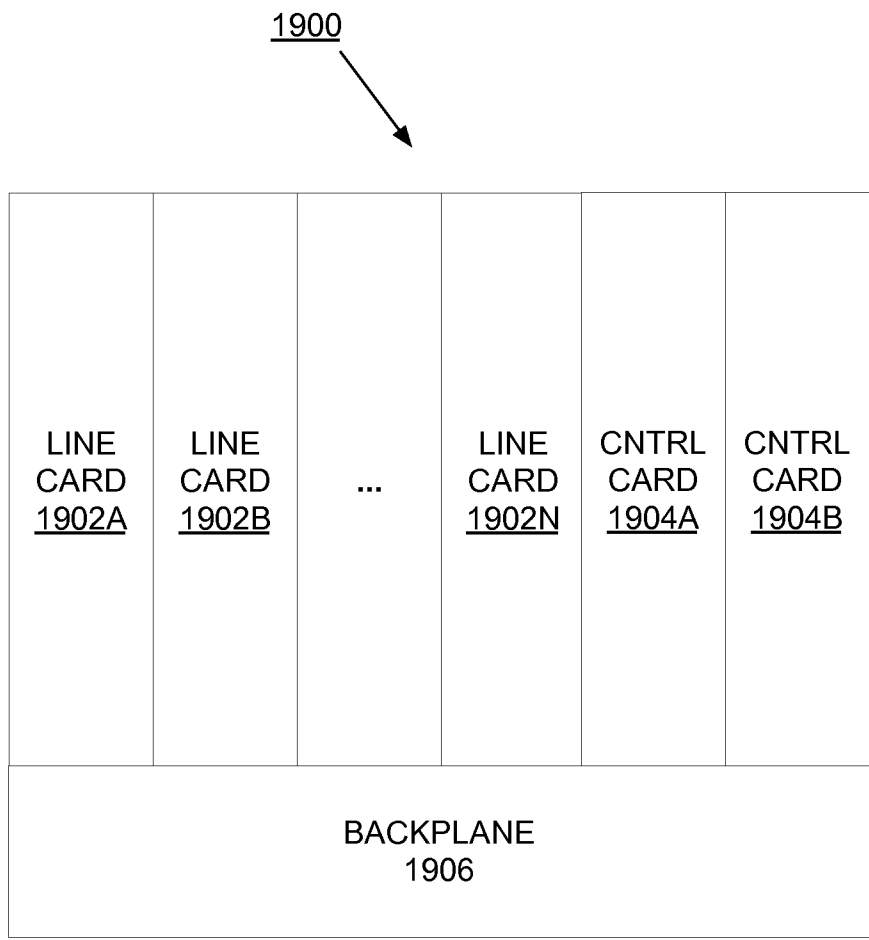 1900
LINE
CARD
1902A
LINE
CARD
1902B
...
LINE
CARD
1902N
CNTRL
CARD
1904A
CNTRL
CARD
1904B
BACKPLANE
1906